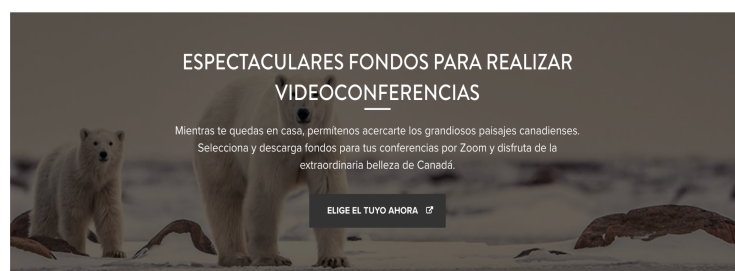 ESPECTACULARES FONDOS PARA REALIZAR
VIDEOCONFERENCIAS
Mientras te quedas en casa, permítenos acercarte los grandiosos paisajes canadienses.
Selecciona y descarga fondos para tus conferencias por Zoom y disfruta de la
extraordinaria belleza de Canadá.
ELIGE EL TUYO AHORA